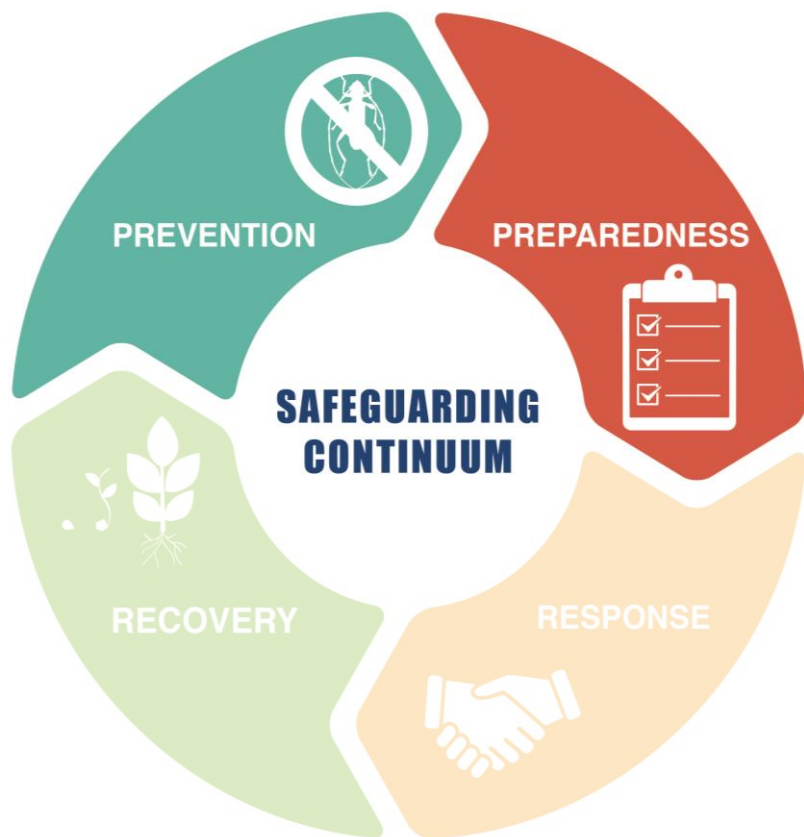 PREVENTION
PREPAREDNESS
SAFEGUARDING
CONTINUUM
RECOVERY
RESPONSE